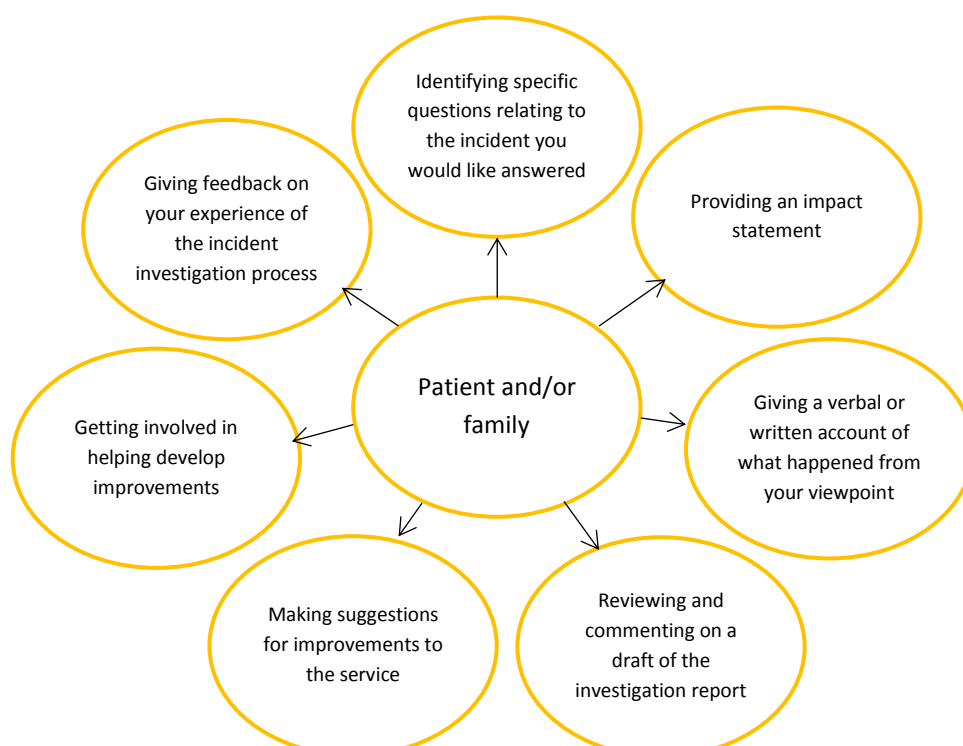 Identifying specific
questions relating to
the incident you
would like answered
Providing an impact
statement
Giving a verbal or
written account of
what happened from
your viewpoint
Reviewing and
commenting on a
draft of the
investigation report
Making suggestions
for improvements to
the service
Getting involved in
helping develop
improvements
Giving feedback on
your experience of
the incident
investigation process
Patient and/or
family